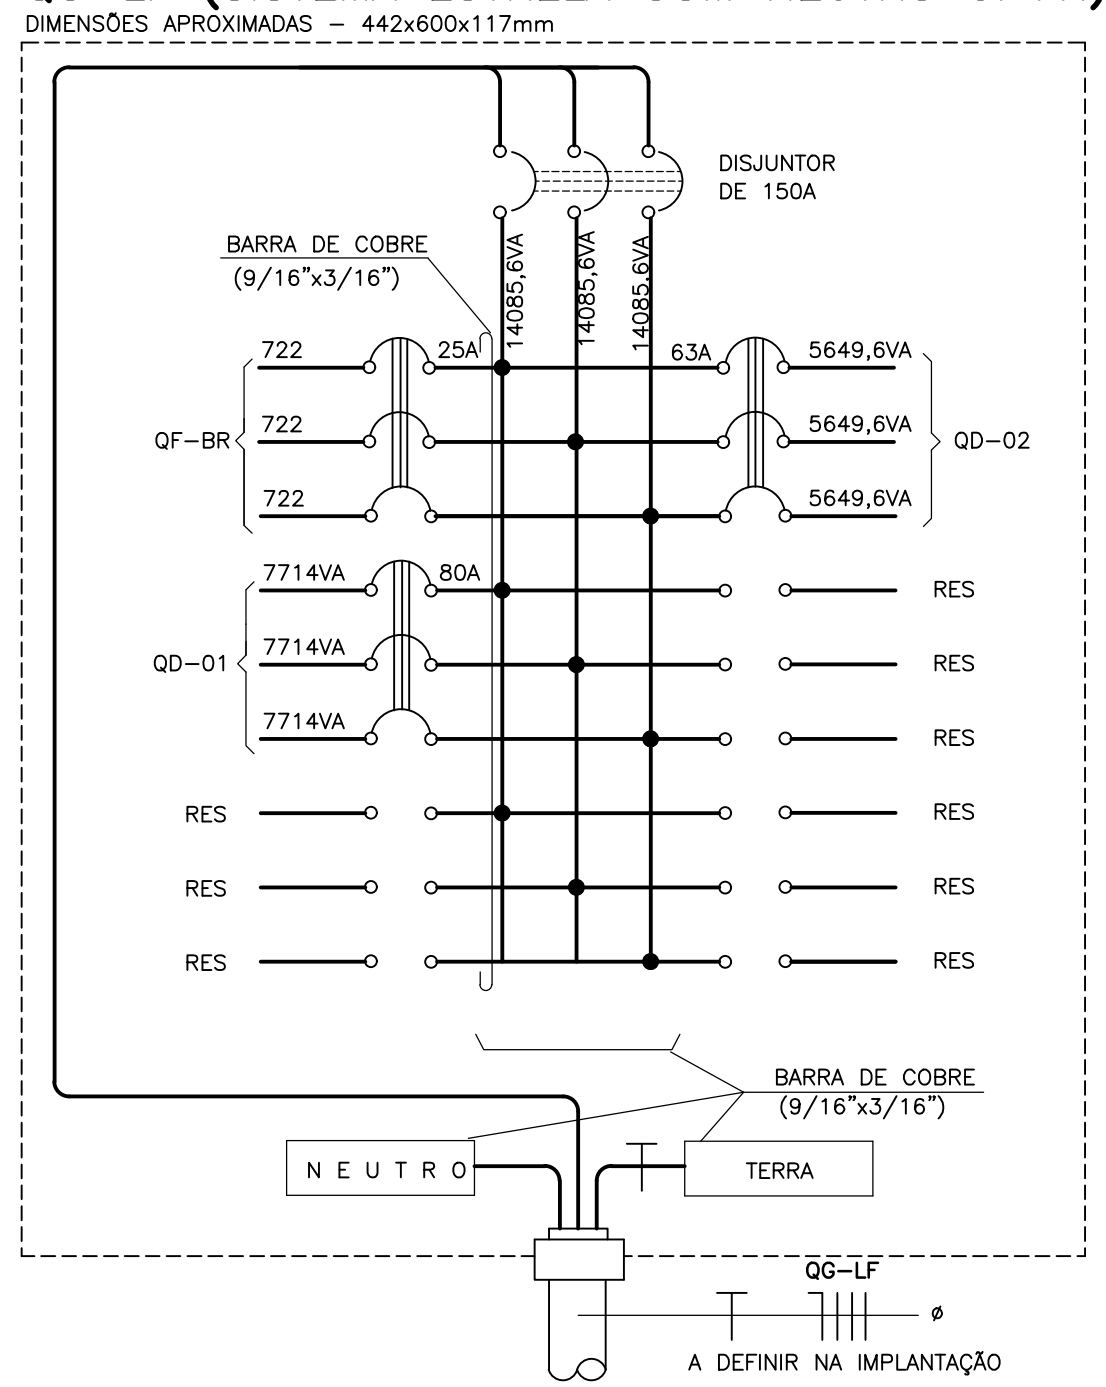 DIMENSÕES APROXIMADAS – 442x600x117mm
DISJUNTOR
DE 150A
BARRA DE COBRE
(9/16"x3/16")
14085,6VA
14085,6VA
14085,6VA
722
25A
63A
5649,6VA
722
5649,6VA
QF-BR
QD-02
722
5649,6VA
7714VA
80A
RES
7714VA
QD-01
RES
7714VA
RES
RES
RES
RES
RES
RES
RES
BARRA DE COBRE
(9/16"x3/16")
N E U T R O
TERRA
QG-LF
ø
A DEFINIR NA IMPLANTAÇÃO